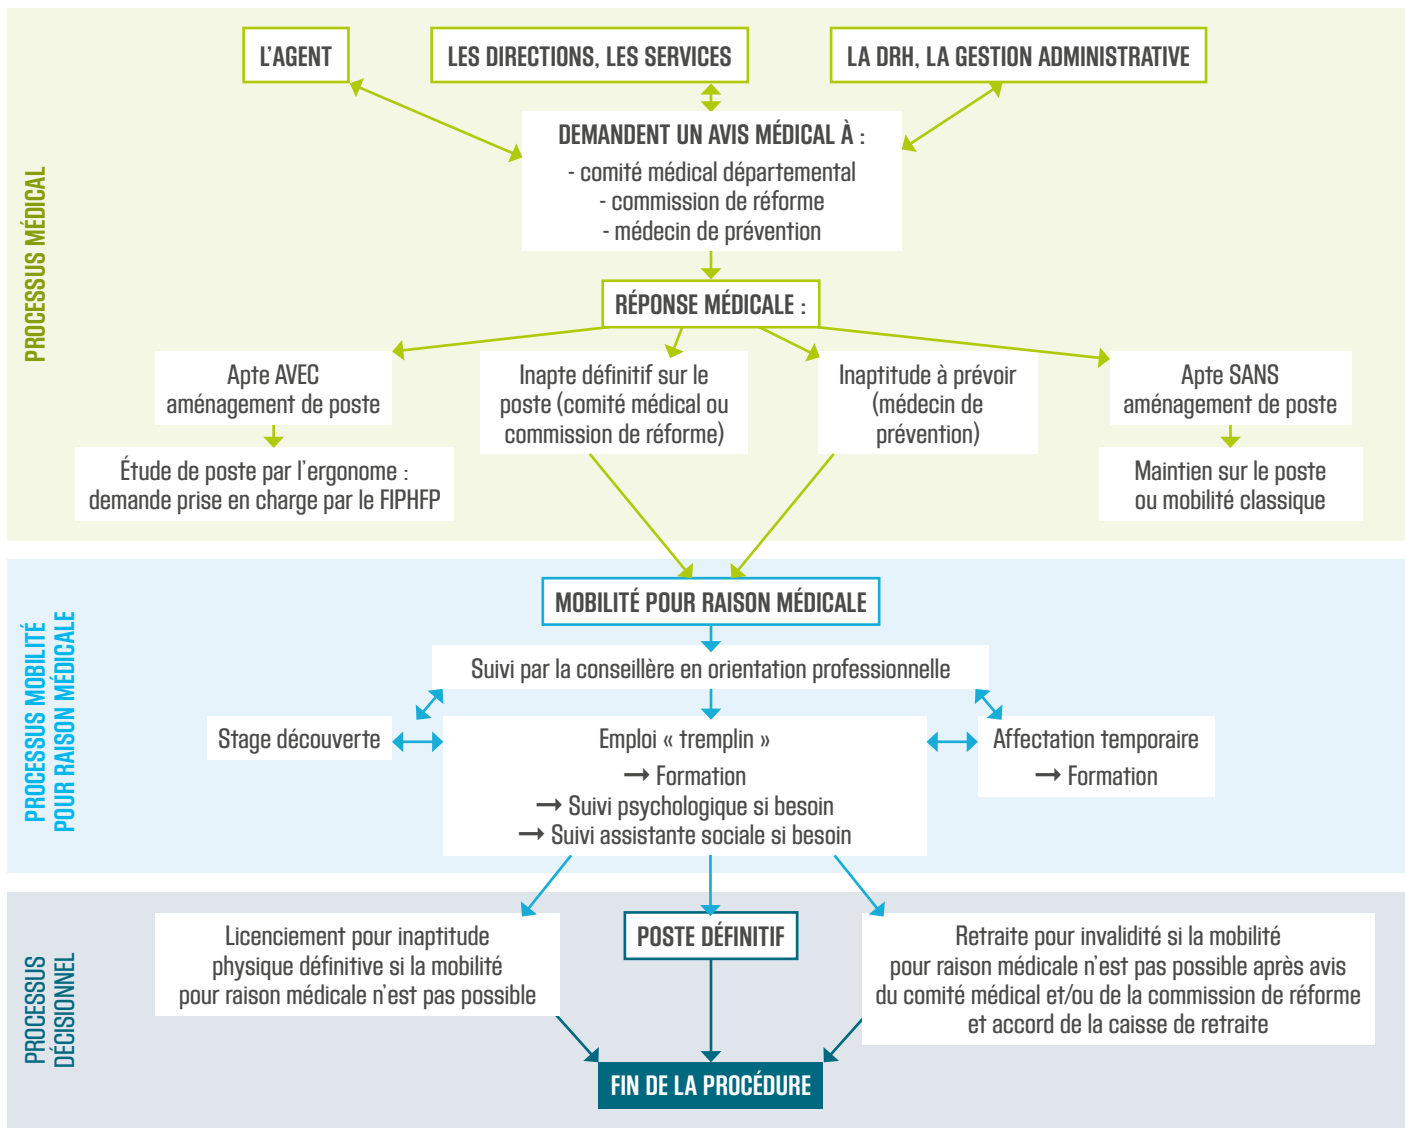 L'AGENT
LES DIRECTIONS, LES SERVICES
LA DRH, LA GESTION ADMINISTRATIVE
PROCESSUS MÉDICAL
DEMANDENT UN AVIS MÉDICAL À :
- comité médical départemental
- commission de réforme
- médecin de prévention
RÉPONSE MÉDICALE :
Apte AVEC
aménagement de poste
Inapte définitif sur le
poste (comité médical ou
commission de réforme)
Inaptitude à prévoir
(médecin de
prévention)
Apte SANS
aménagement de poste
Étude de poste par l'ergonome :
demande prise en charge par le FIPHFP
Maintien sur le poste
ou mobilité classique
PROCESSUS MOBILITÉ
POUR RAISON MÉDICALE
MOBILITÉ POUR RAISON MÉDICALE
Suivi par la conseillère en orientation professionnelle
Stage découverte
Emploi « tremplin »
→ Formation
→ Suivi psychologique si besoin
→ Suivi assistante sociale si besoin
Affectation temporaire
→ Formation
PROCESSUS
DÉCISIONNEL
Licenciement pour inaptitude
physique définitive si la mobilité
pour raison médicale n'est pas possible
POSTE DÉFINITIF
Retraite pour invalidité si la mobilité
pour raison médicale n'est pas possible après avis
du comité médical et/ou de la commission de réforme
et accord de la caisse de retraite
FIN DE LA PROCÉDURE